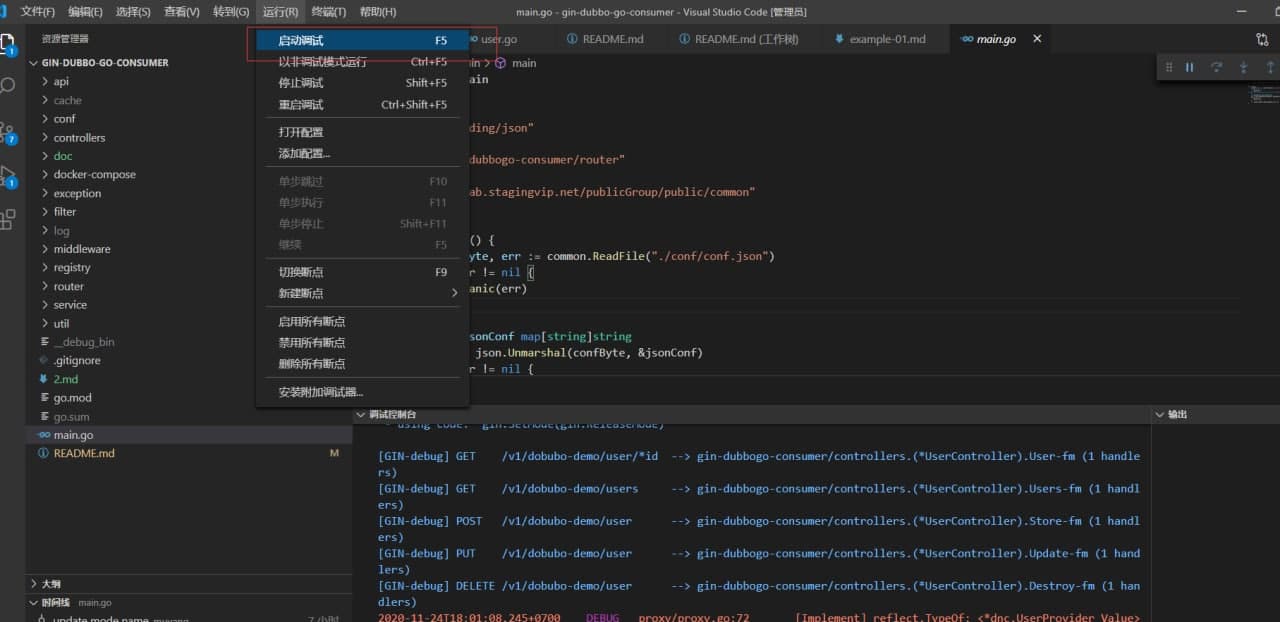 文件(F) 编辑(E) 选择(S) 查看(V) 转到(G) 运行(R) 终端(T) 帮助(H) main.go - gin-dubbo-go-consumer - Visual Studio Code [管理员]
资源管理器
user.go README.md README.md (工作树) example-01.md main.go
启动调试 F5
以非调试模式运行 Ctrl+F5
停止调试 Shift+F5
重启调试 Ctrl+Shift+F5
打开配置
添加配置...
单步跳过 F10
单步执行 F11
单步停止 Shift+F11
继续 F5
切换断点 F9
新建断点
启用所有断点
禁用所有断点
删除所有断点
安装附加调试器...
GIN-DUBBO-GO-CONSUMER
api
cache
conf
controllers
doc
docker-compose
exception
filter
log
middleware
registry
router
service
util
__debug_bin
.gitignore
2.md
go.mod
go.sum
main.go
README.md M
大纲
时间线 main.go
1
7
1
main
ain
ding/json"
dubbogo-consumer/router"
ab.stagingvip.net/publicGroup/public/common"
() {
yte, err := common.ReadFile("./conf/conf.json")
r != nil {
anic(err)
sonConf map[string]string
json.Unmarshal(confByte, &jsonConf)
r != nil {
调试控制台 输出
- using code: gin.SetMode(gin.ReleaseMode)
[GIN-debug] GET /v1/dobubo-demo/user/*id --> gin-dubbogo-consumer/controllers.(*UserController).User-fm (1 handle
rs)
[GIN-debug] GET /v1/dobubo-demo/users --> gin-dubbogo-consumer/controllers.(*UserController).Users-fm (1 handl
ers)
[GIN-debug] POST /v1/dobubo-demo/user --> gin-dubbogo-consumer/controllers.(*UserController).Store-fm (1 handl
ers)
[GIN-debug] PUT /v1/dobubo-demo/user --> gin-dubbogo-consumer/controllers.(*UserController).Update-fm (1 hand
lers)
[GIN-debug] DELETE /v1/dobubo-demo/user --> gin-dubbogo-consumer/controllers.(*UserController).Destroy-fm (1 han
dlers)
2020-11-24T18:01:08.245+0700 DEBUG proxy/proxy.go:72 [Implement] reflect.TypeOf: <*dnc.UserProvider Value>